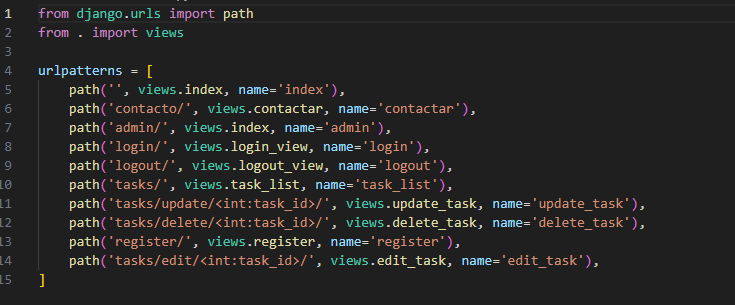 1 from django.urls import path
2 from . import views
3
4 urlpatterns = [
5     path('', views.index, name='index'),
6     path('contacto/', views.contactar, name='contactar'),
7     path('admin/', views.index, name='admin'),
8     path('login/', views.login_view, name='login'),
9     path('logout/', views.logout_view, name='logout'),
10     path('tasks/', views.task_list, name='task_list'),
11     path('tasks/update/<int:task_id>/', views.update_task, name='update_task'),
12     path('tasks/delete/<int:task_id>/', views.delete_task, name='delete_task'),
13     path('register/', views.register, name='register'),
14     path('tasks/edit/<int:task_id>/', views.edit_task, name='edit_task'),
15 ]